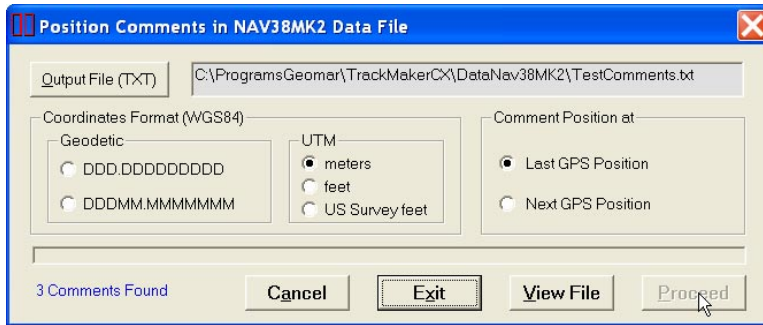 Position Comments in NAV38MK2 Data File
Output File (TXT)
C:\ProgramsGeomar\TrackMakerCX\DataNav38MK2\TestComments.txt
Coordinates Format (WGS84)
Geodetic
DDD.DDDDDDDDD
DDDMM.MMMMMMM
UTM
meters
feet
US Survey feet
Comment Position at
Last GPS Position
Next GPS Position
3 Comments Found
Cancel
Exit
View File
Proceed